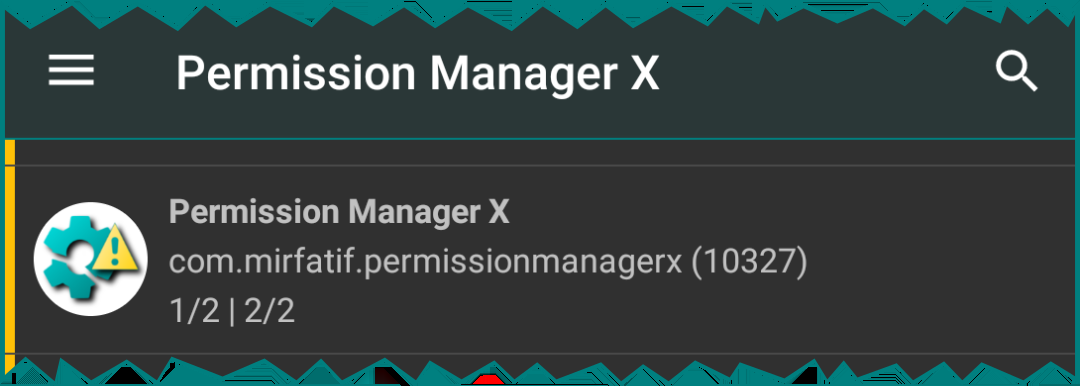 Permission Manager X
Permission Manager X
com.mirfatif.permissionmanagerx (10327)
1/2 | 2/2